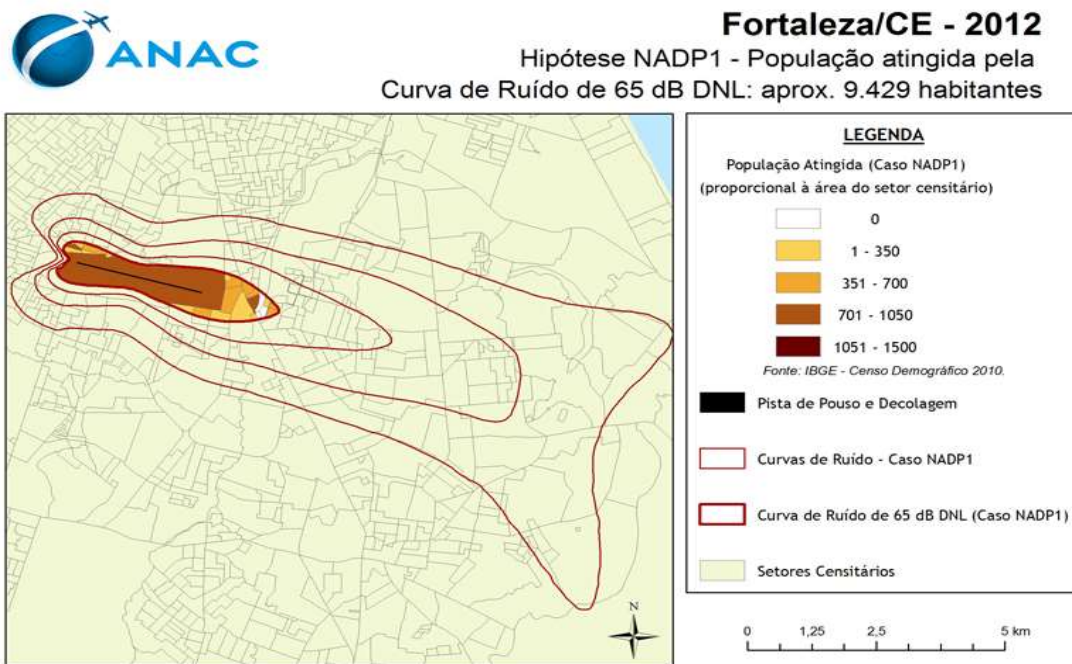 ANAC
Fortaleza/CE - 2012
Hipótese NADP1 - População atingida pela
Curva de Ruído de 65 dB DNL: aprox. 9.429 habitantes
LEGENDA
População Atingida (Caso NADP1)
(proporcional à área do setor censitário)
0
1 - 350
351 - 700
701 - 1050
1051 - 1500
Fonte: IBGE - Censo Demográfico 2010.
Pista de Pouso e Decolagem
Curvas de Ruído - Caso NADP1
Curva de Ruído de 65 dB DNL (Caso NADP1)
Setores Censitários
N
0 1,25 2,5 5 km